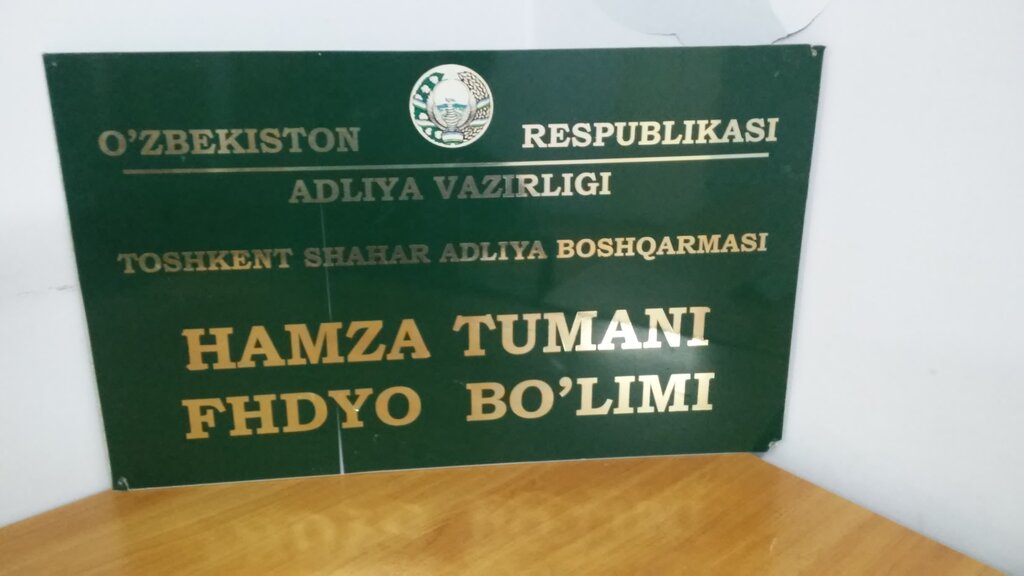 O'ZBEKISTON RESPUBLIKASI
ADLIYA VAZIRLIGI
TOSHKENT SHAHAR ADLIYA BOSHQARMASI
HAMZA TUMANI
FHDYO BO'LIMI